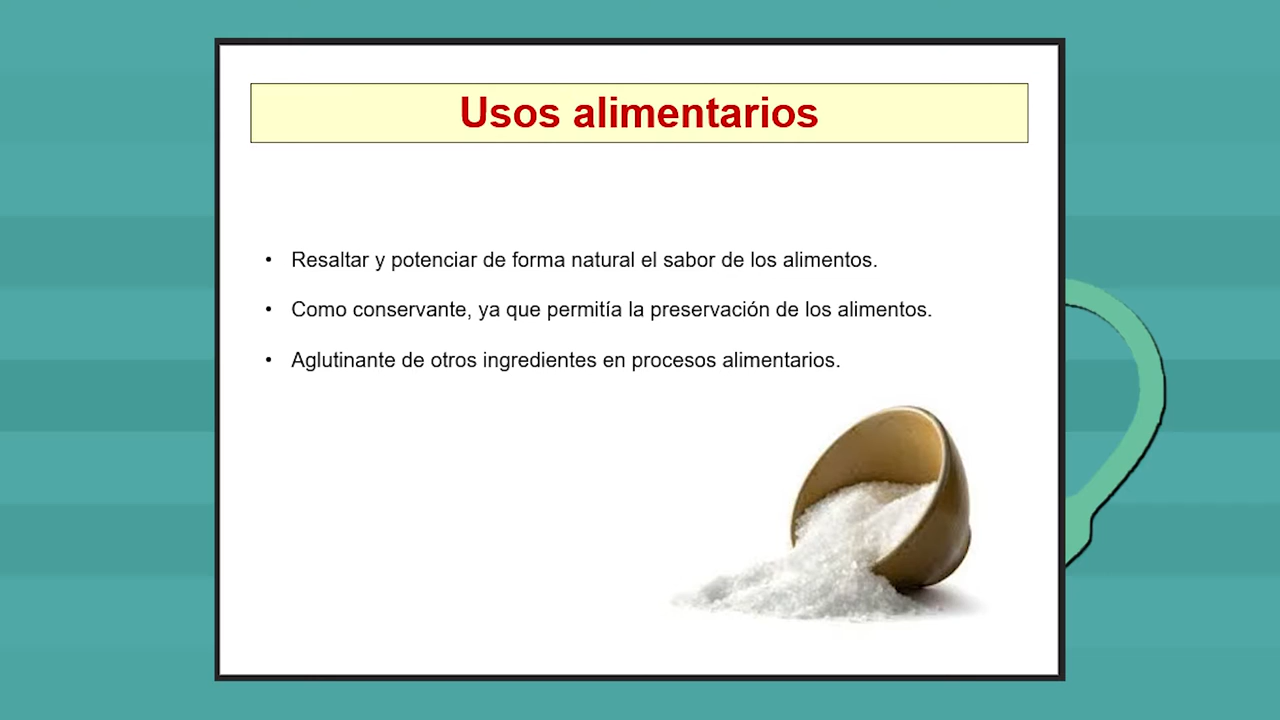 Usos alimentarios
• Resaltar y potenciar de forma natural el sabor de los alimentos.
• Como conservante, ya que permitía la preservación de los alimentos.
• Aglutinante de otros ingredientes en procesos alimentarios.